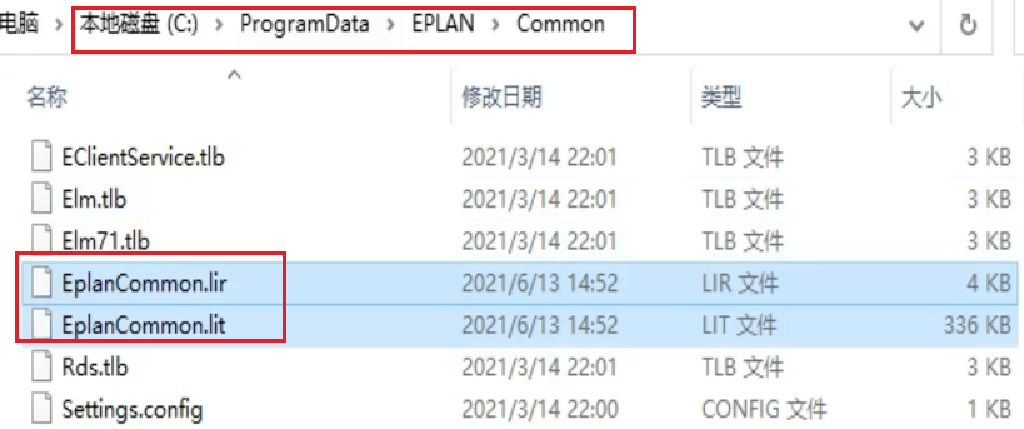 电脑 > 本地磁盘 (C:) > ProgramData > EPLAN > Common
名称 修改日期 类型 大小
EClientService.tlb 2021/3/14 22:01 TLB 文件 3 KB
Elm.tlb 2021/3/14 22:01 TLB 文件 3 KB
Elm71.tlb 2021/3/14 22:01 TLB 文件 3 KB
EplanCommon.lir 2021/6/13 14:52 LIR 文件 4 KB
EplanCommon.lit 2021/6/13 14:52 LIT 文件 336 KB
Rds.tlb 2021/3/14 22:01 TLB 文件 3 KB
Settings.config 2021/3/14 22:00 CONFIG 文件 1 KB